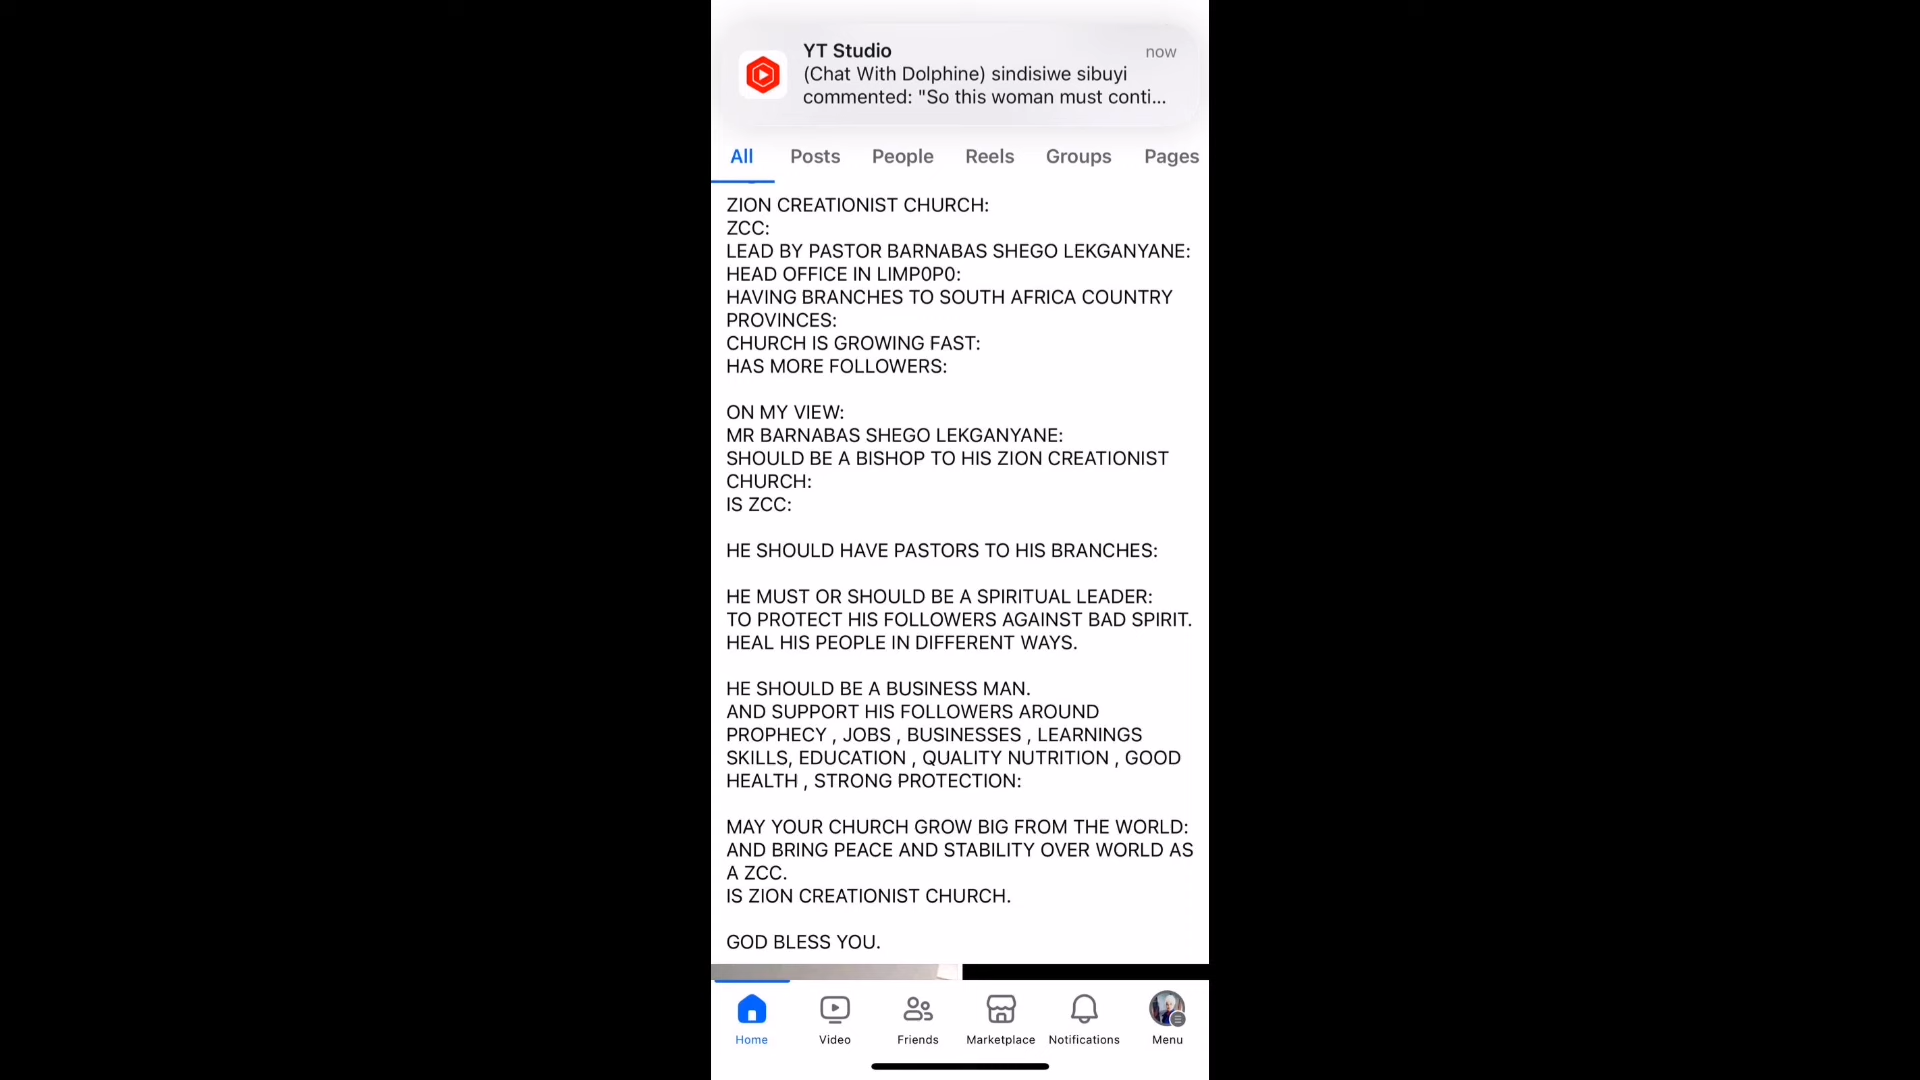 YT Studio
now
(Chat With Dolphine) sindisiwe sibuyi
commented: "So this woman must conti...
All
Posts
People
Reels
Groups
Pages
ZION CREATIONIST CHURCH:
ZCC:
LEAD BY PASTOR BARNABAS SHEGO LEKGANYANE:
HEAD OFFICE IN LIMP0P0:
HAVING BRANCHES TO SOUTH AFRICA COUNTRY
PROVINCES:
CHURCH IS GROWING FAST:
HAS MORE FOLLOWERS:
ON MY VIEW:
MR BARNABAS SHEGO LEKGANYANE:
SHOULD BE A BISHOP TO HIS ZION CREATIONIST
CHURCH:
IS ZCC:
HE SHOULD HAVE PASTORS TO HIS BRANCHES:
HE MUST OR SHOULD BE A SPIRITUAL LEADER:
TO PROTECT HIS FOLLOWERS AGAINST BAD SPIRIT.
HEAL HIS PEOPLE IN DIFFERENT WAYS.
HE SHOULD BE A BUSINESS MAN.
AND SUPPORT HIS FOLLOWERS AROUND
PROPHECY , JOBS , BUSINESSES , LEARNINGS
SKILLS, EDUCATION , QUALITY NUTRITION , GOOD
HEALTH , STRONG PROTECTION:
MAY YOUR CHURCH GROW BIG FROM THE WORLD:
AND BRING PEACE AND STABILITY OVER WORLD AS
A ZCC.
IS ZION CREATIONIST CHURCH.
GOD BLESS YOU.
Home
Video
Friends
Marketplace
Notifications
Menu